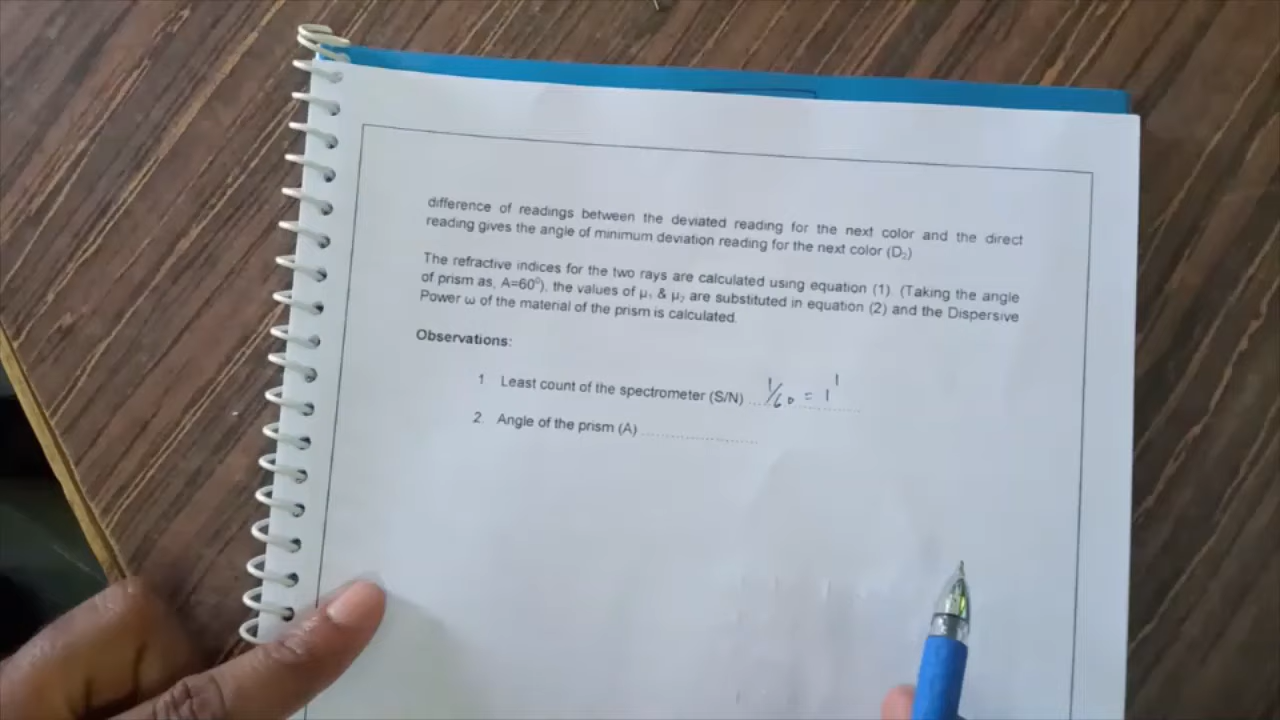 difference of readings between the deviated reading for the next color and the direct
reading gives the angle of minimum deviation reading for the next color (D₂)
The refractive indices for the two rays are calculated using equation (1). (Taking the angle
of prism as, A=60⁰), the values of μ₁ & μ₂ are substituted in equation (2) and the Dispersive
Power ω of the material of the prism is calculated.
Observations:
1. Least count of the spectrometer (S/N) ... 1/60 = 1'
2. Angle of the prism (A) ........................